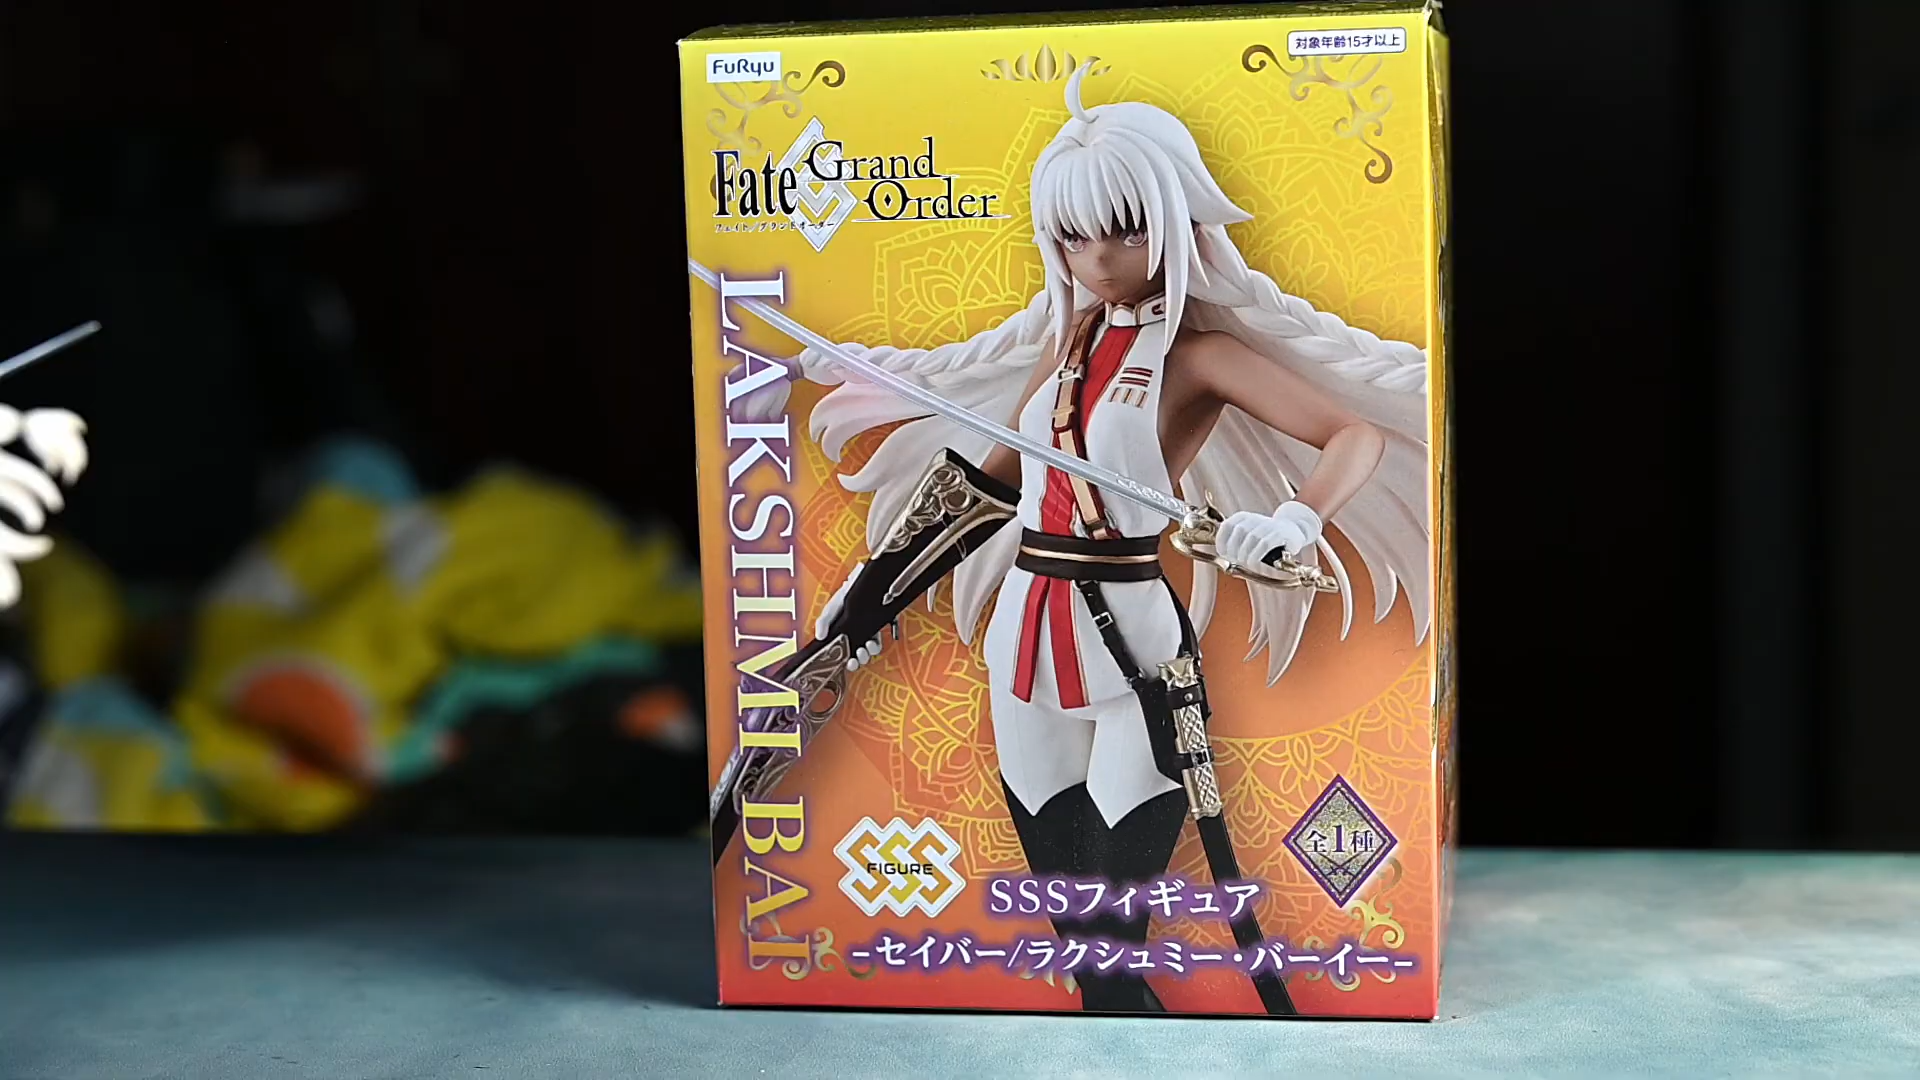 FuRyu
対象年齢15才以上
Fate
Grand
Order
フェイト/グランドオーダー
LAKSHMI BAI
SSS
FIGURE
全1種
SSSフィギュア
-セイバー/ラクシュミー・バーイー-